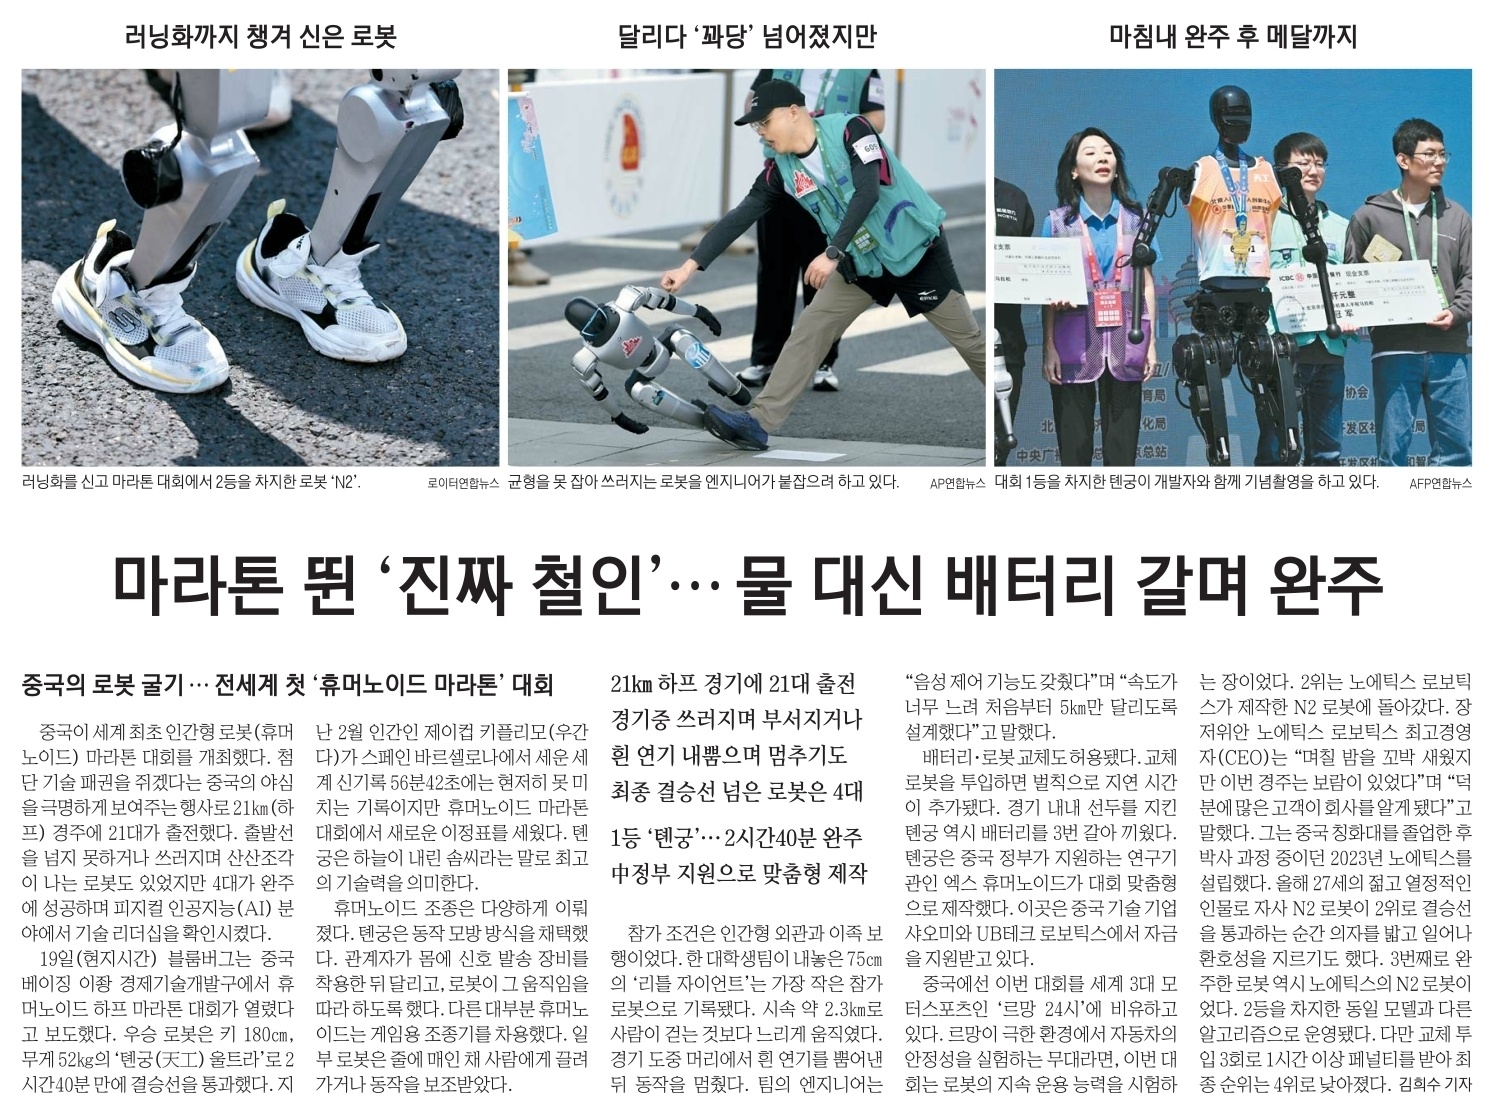 러닝화까지 챙겨 신은 로봇
달리다 ‘꽈당’ 넘어졌지만
마침내 완주 후 메달까지
609
ICBC
现金支票
仟元整
冠军
러닝화를 신고 마라톤 대회에서 2등을 차지한 로봇 ‘N2’.
로이터연합뉴스
균형을 못 잡아 쓰러지는 로봇을 엔지니어가 붙잡으려 하고 있다.
AP연합뉴스
대회 1등을 차지한 톈궁이 개발자와 함께 기념촬영을 하고 있다.
AFP연합뉴스
마라톤 뛴 ‘진짜 철인’… 물 대신 배터리 갈며 완주
중국의 로봇 굴기 … 전세계 첫 ‘휴머노이드 마라톤’ 대회
중국이 세계 최초 인간형 로봇(휴머
노이드) 마라톤 대회를 개최했다. 첨
단 기술 패권을 쥐겠다는 중국의 야심
을 극명하게 보여주는 행사로 21㎞(하
프) 경주에 21대가 출전했다. 출발선
을 넘지 못하거나 쓰러지며 산산조각
이 나는 로봇도 있었지만 4대가 완주
에 성공하며 피지컬 인공지능(AI) 분
야에서 기술 리더십을 확인시켰다.
19일(현지시간) 블룸버그는 중국
베이징 이좡 경제기술개발구에서 휴
머노이드 하프 마라톤 대회가 열렸다
고 보도했다. 우승 로봇은 키 180㎝,
무게 52㎏의 ‘톈궁(天工) 울트라’로 2
시간40분 만에 결승선을 통과했다. 지
난 2월 인간인 제이컵 키플리모(우간
다)가 스페인 바르셀로나에서 세운 세
계 신기록 56분42초에는 현저히 못 미
치는 기록이지만 휴머노이드 마라톤
대회에서 새로운 이정표를 세웠다. 톈
궁은 하늘이 내린 솜씨라는 말로 최고
의 기술력을 의미한다.
휴머노이드 조종은 다양하게 이뤄
졌다. 톈궁은 동작 모방 방식을 채택했
다. 관계자가 몸에 신호 발송 장비를
착용한 뒤 달리고, 로봇이 그 움직임을
따라 하도록 했다. 다른 대부분 휴머노
이드는 게임용 조종기를 차용했다. 일
부 로봇은 줄에 매인 채 사람에게 끌려
가거나 동작을 보조받았다.
21㎞ 하프 경기에 21대 출전
경기중 쓰러지며 부서지거나
흰 연기 내뿜으며 멈추기도
최종 결승선 넘은 로봇은 4대
1등 ‘톈궁’… 2시간40분 완주
中정부 지원으로 맞춤형 제작
참가 조건은 인간형 외관과 이족 보
행이었다. 한 대학생팀이 내놓은 75㎝
의 ‘리틀 자이언트’는 가장 작은 참가
로봇으로 기록됐다. 시속 약 2.3㎞로
사람이 걷는 것보다 느리게 움직였다.
경기 도중 머리에서 흰 연기를 뿜어낸
뒤 동작을 멈췄다. 팀의 엔지니어는
“음성 제어 기능도 갖췄다”며 “속도가
너무 느려 처음부터 5㎞만 달리도록
설계했다”고 말했다.
배터리·로봇 교체도 허용됐다. 교체
로봇을 투입하면 벌칙으로 지연 시간
이 추가됐다. 경기 내내 선두를 지킨
톈궁 역시 배터리를 3번 갈아 끼웠다.
톈궁은 중국 정부가 지원하는 연구기
관인 엑스 휴머노이드가 대회 맞춤형
으로 제작했다. 이곳은 중국 기술 기업
샤오미와 UB테크 로보틱스에서 자금
을 지원받고 있다.
중국에선 이번 대회를 세계 3대 모
터스포츠인 ‘르망 24시’에 비유하고
있다. 르망이 극한 환경에서 자동차의
안정성을 실험하는 무대라면, 이번 대
회는 로봇의 지속 운용 능력을 시험하
는 장이었다. 2위는 노에틱스 로보틱
스가 제작한 N2 로봇에 돌아갔다. 장
저위안 노에틱스 로보틱스 최고경영
자(CEO)는 “며칠 밤을 꼬박 새웠지
만 이번 경주는 보람이 있었다”며 “덕
분에 많은 고객이 회사를 알게 됐다”고
말했다. 그는 중국 칭화대를 졸업한 후
박사 과정 중이던 2023년 노에틱스를
설립했다. 올해 27세의 젊고 열정적인
인물로 자사 N2 로봇이 2위로 결승선
을 통과하는 순간 의자를 밟고 일어나
환호성을 지르기도 했다. 3번째로 완
주한 로봇 역시 노에틱스의 N2 로봇이
었다. 2등을 차지한 동일 모델과 다른
알고리즘으로 운영됐다. 다만 교체 투
입 3회로 1시간 이상 페널티를 받아 최
종 순위는 4위로 낮아졌다. 김희수 기자